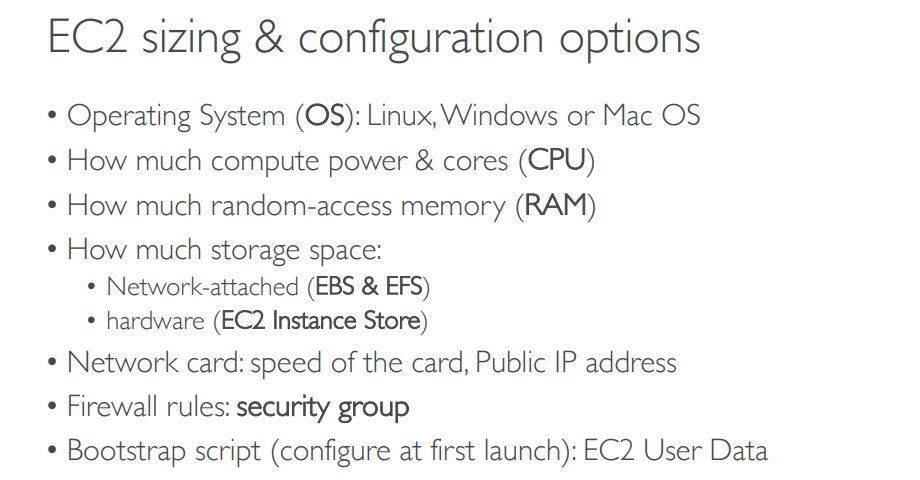 EC2 sizing & configuration options
• Operating System (OS): Linux, Windows or Mac OS
• How much compute power & cores (CPU)
• How much random-access memory (RAM)
• How much storage space:
• Network-attached (EBS & EFS)
• hardware (EC2 Instance Store)
• Network card: speed of the card, Public IP address
• Firewall rules: security group
• Bootstrap script (configure at first launch): EC2 User Data